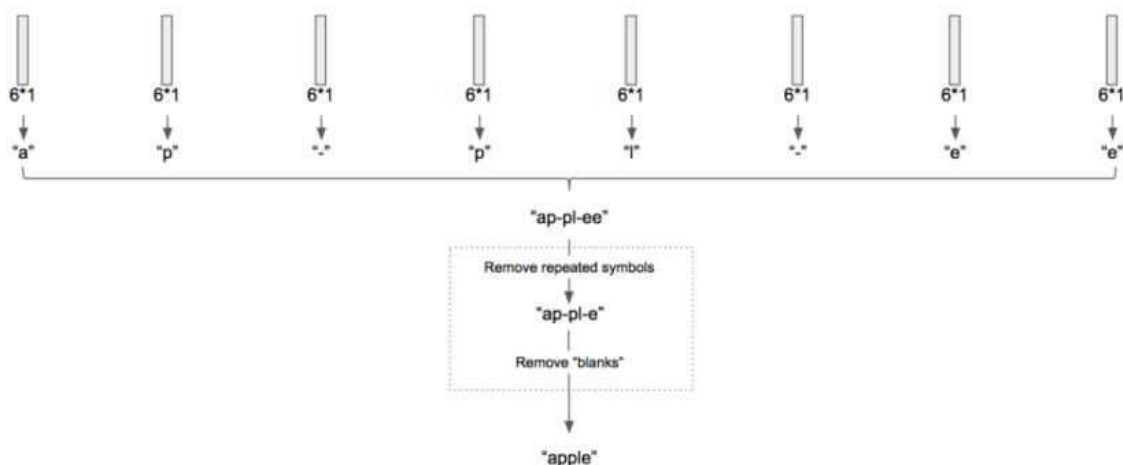 6*1 6*1 6*1 6*1 6*1 6*1 6*1 6*1
“a” “p” “-” “p” “l” “-” “e” “e”
“ap-pl-ee”
Remove repeated symbols
“ap-pl-e”
Remove “blanks”
“apple”